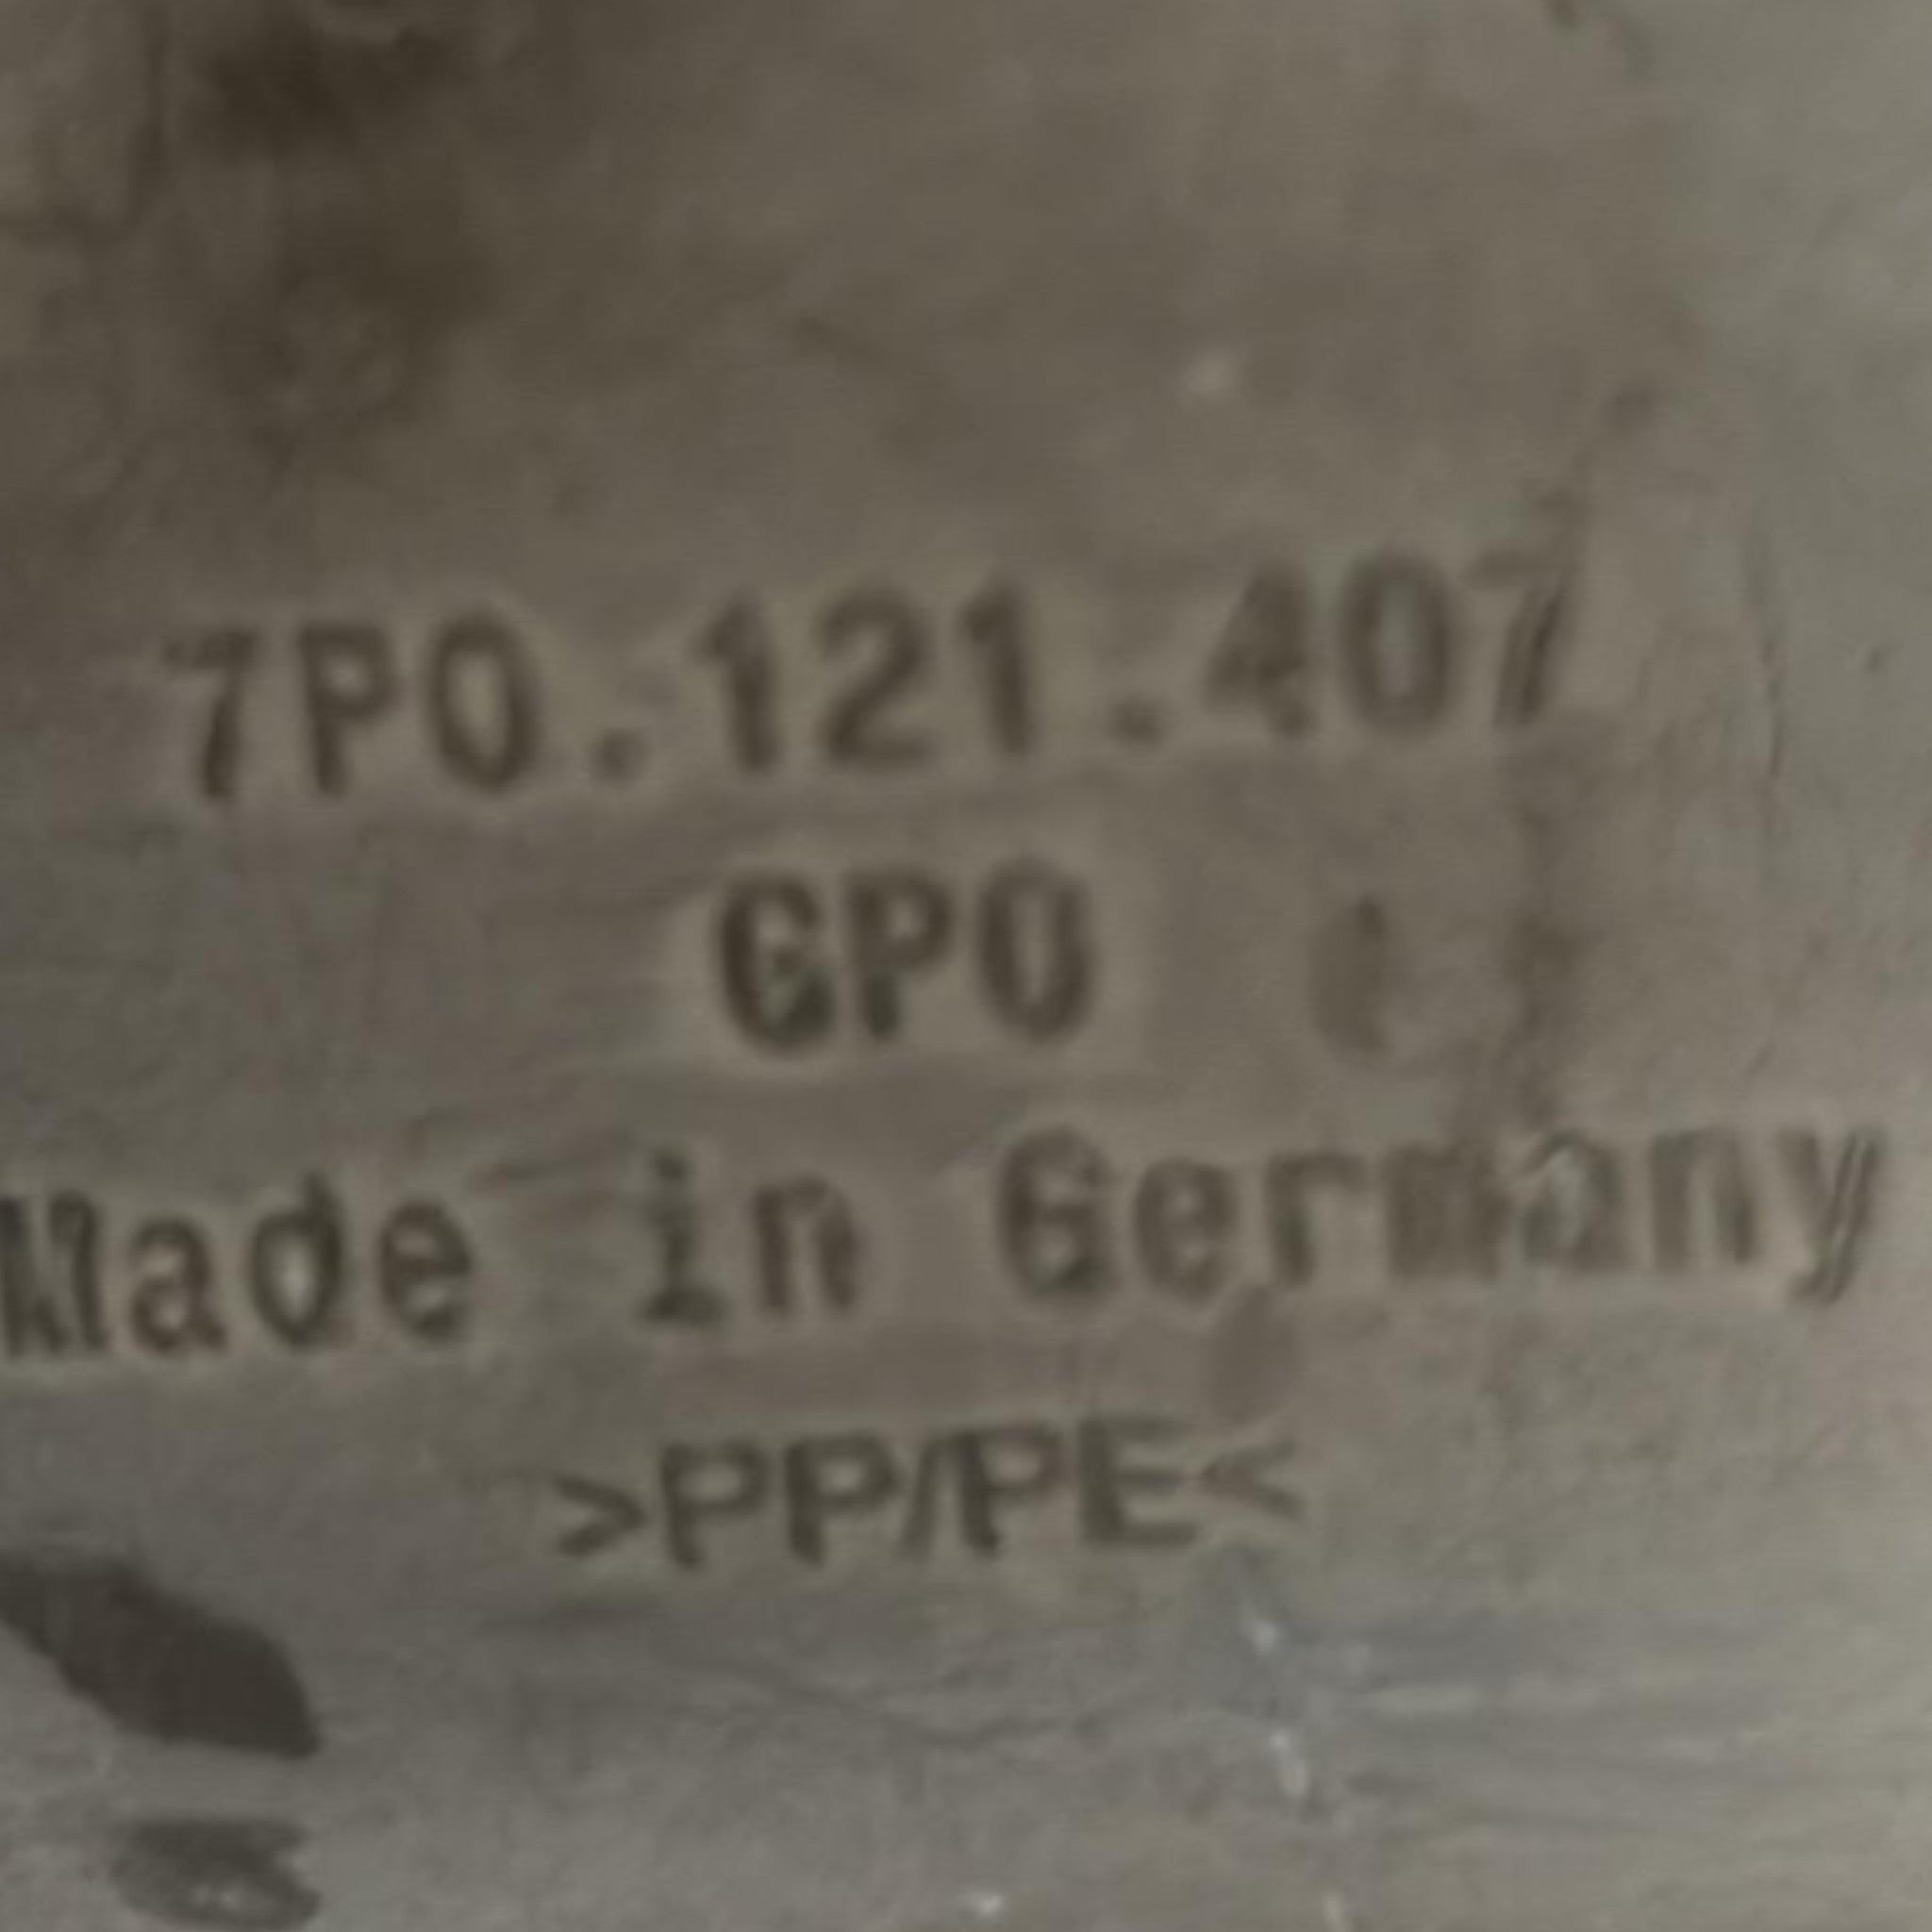 7P0.121.407
GPO
Made in Germany
>PP/PE<